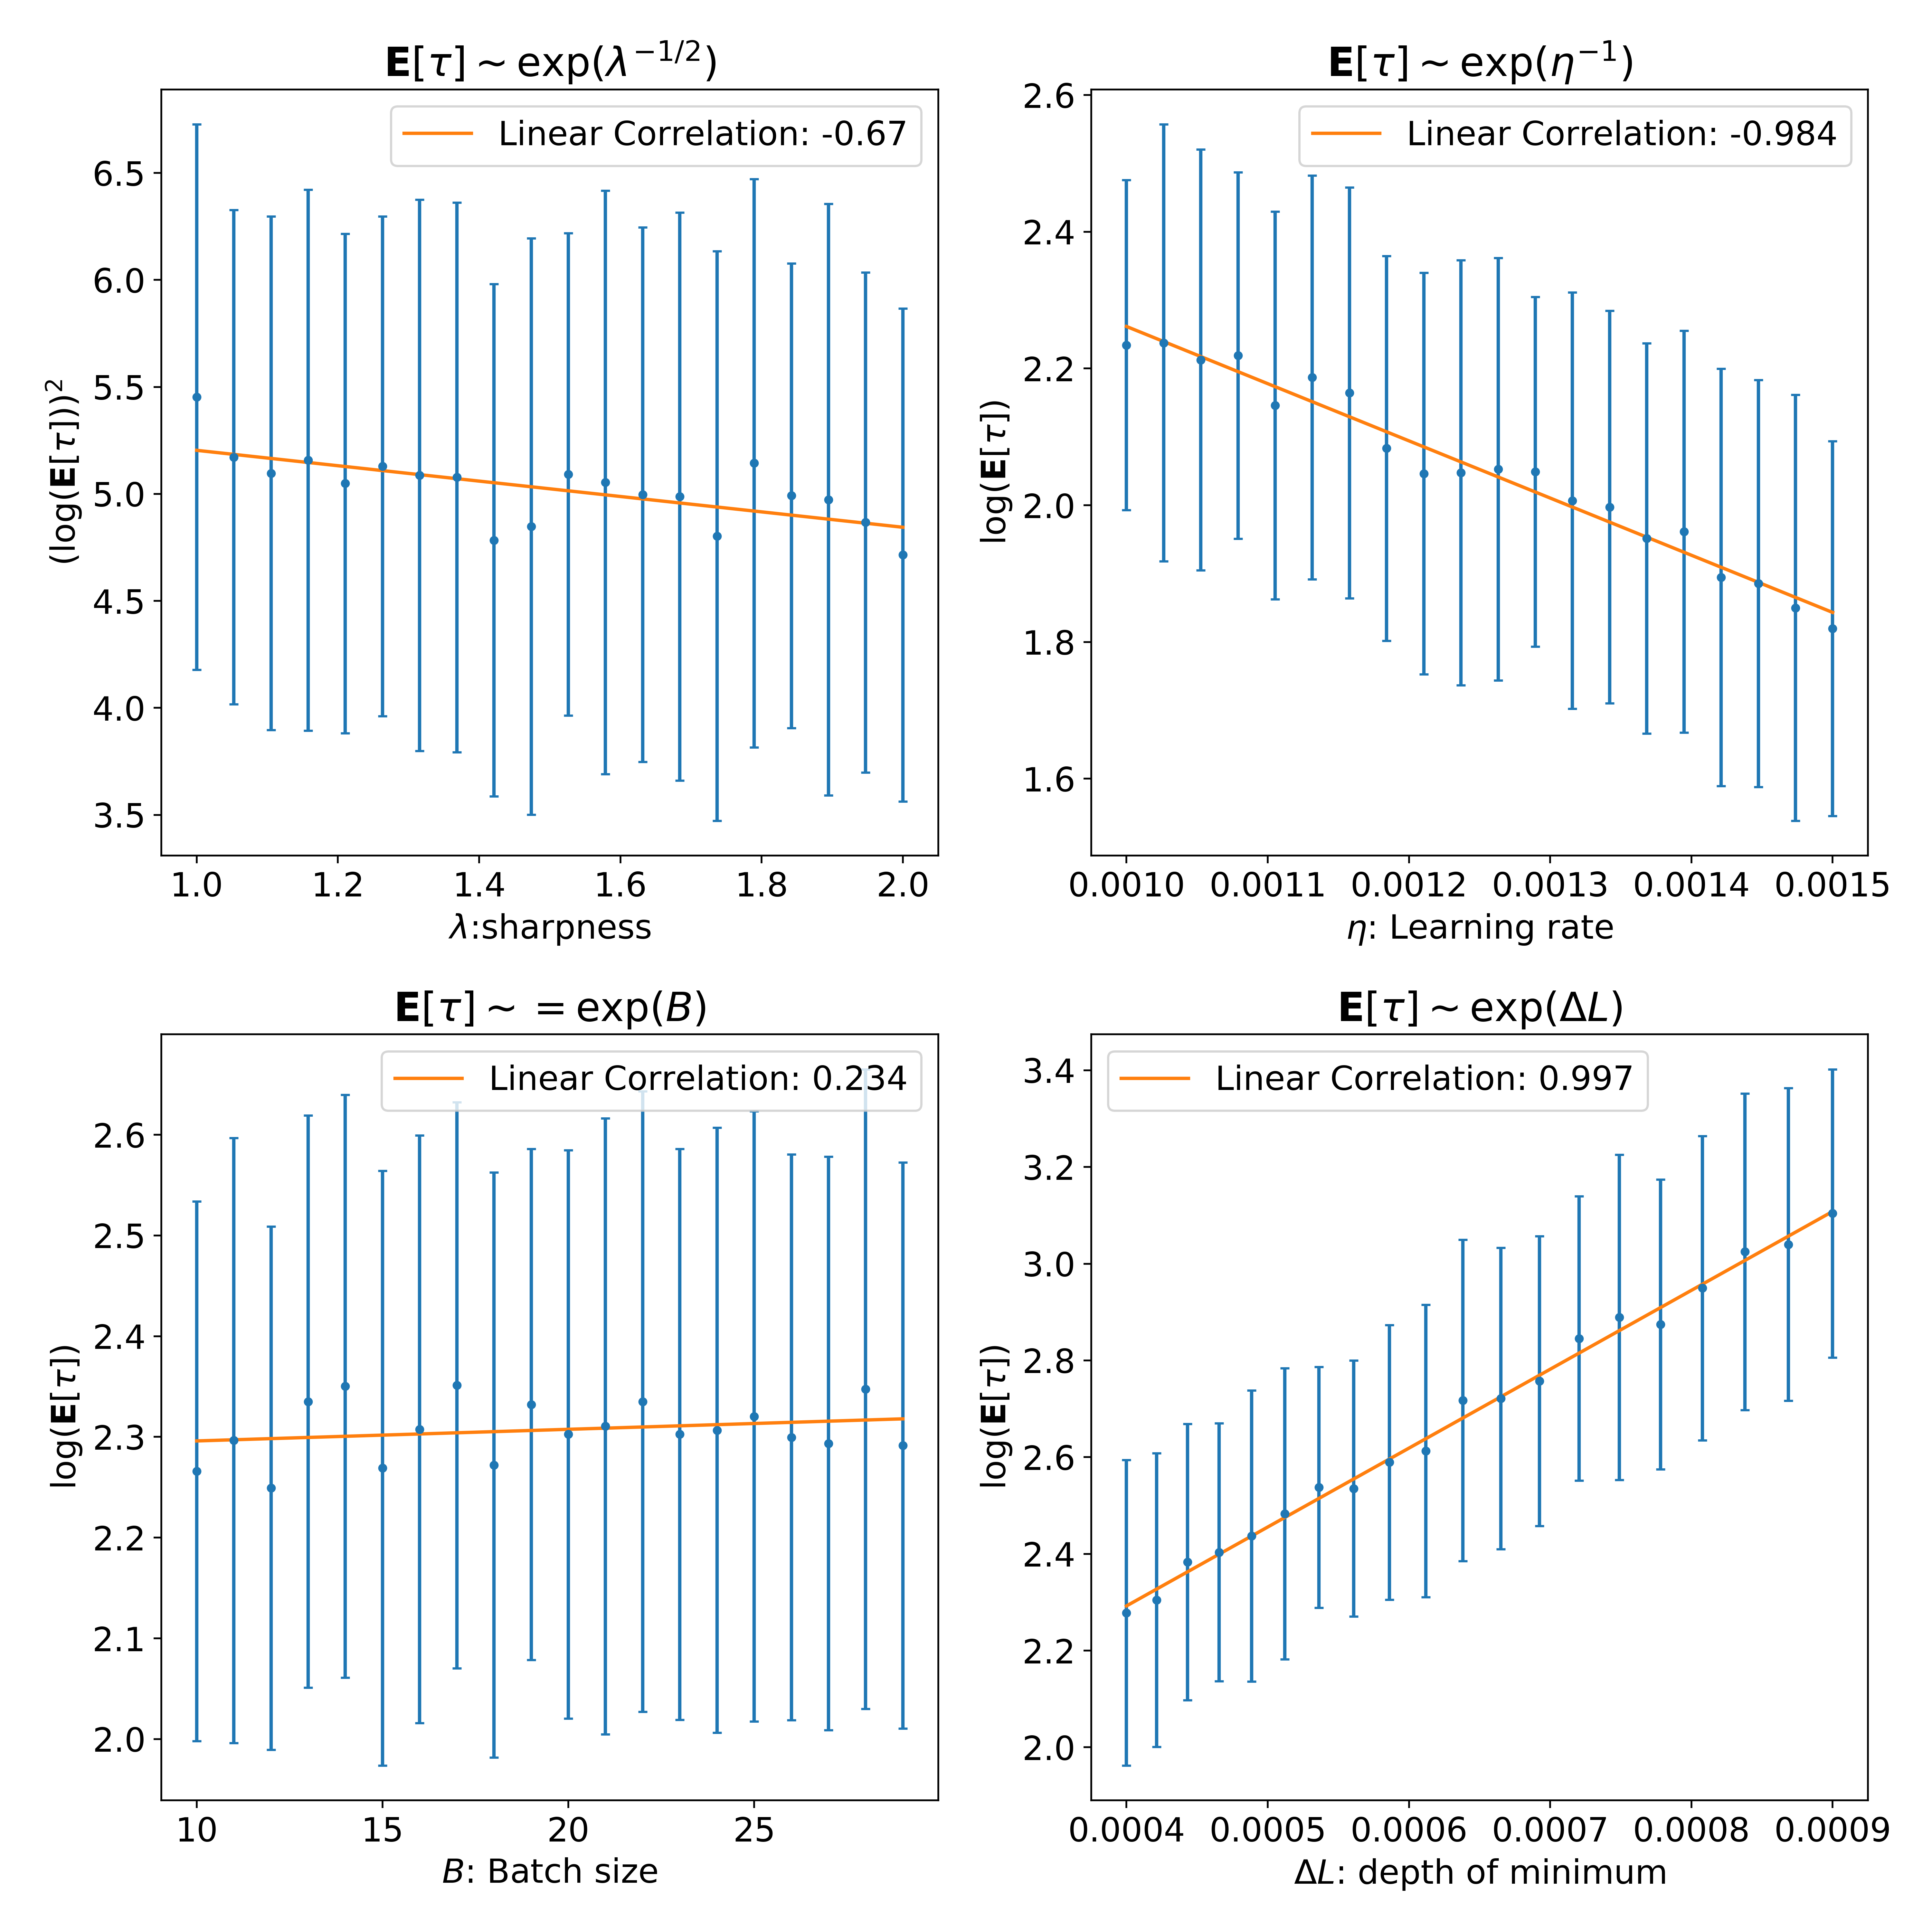 E[τ] ∼ exp(λ^{−1/2})
Linear Correlation: -0.67
(log(E[τ]))²
6.5
6.0
5.5
5.0
4.5
4.0
3.5
1.0 1.2 1.4 1.6 1.8 2.0
λ:sharpness
E[τ] ∼ exp(η^{−1})
Linear Correlation: -0.984
log(E[τ])
2.6
2.4
2.2
2.0
1.8
1.6
0.0010 0.0011 0.0012 0.0013 0.0014 0.0015
η: Learning rate
E[τ] ∼ = exp(B)
Linear Correlation: 0.234
log(E[τ])
2.6
2.5
2.4
2.3
2.2
2.1
2.0
10 15 20 25
B: Batch size
E[τ] ∼ exp(ΔL)
Linear Correlation: 0.997
log(E[τ])
3.4
3.2
3.0
2.8
2.6
2.4
2.2
2.0
0.0004 0.0005 0.0006 0.0007 0.0008 0.0009
ΔL: depth of minimum